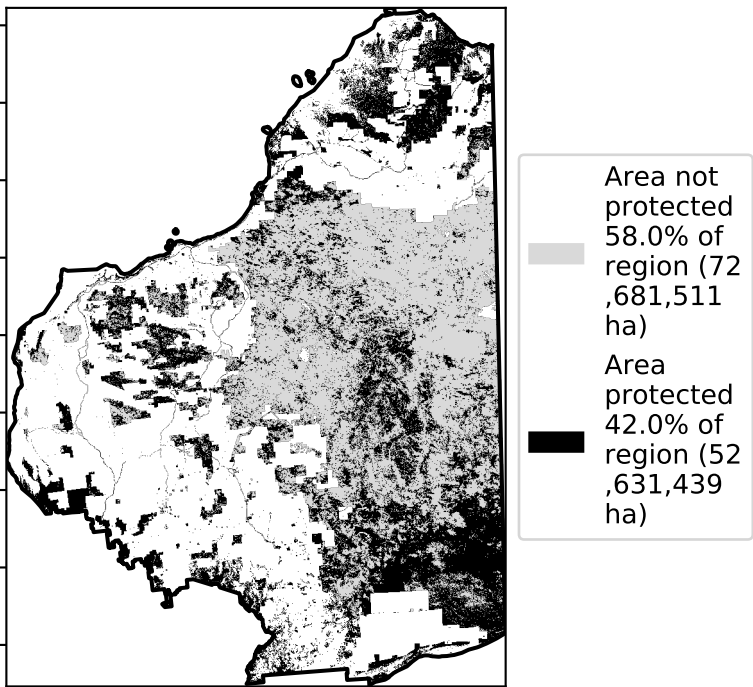 Area not
protected
58.0% of
region (72
,681,511
ha)
Area
protected
42.0% of
region (52
,631,439
ha)